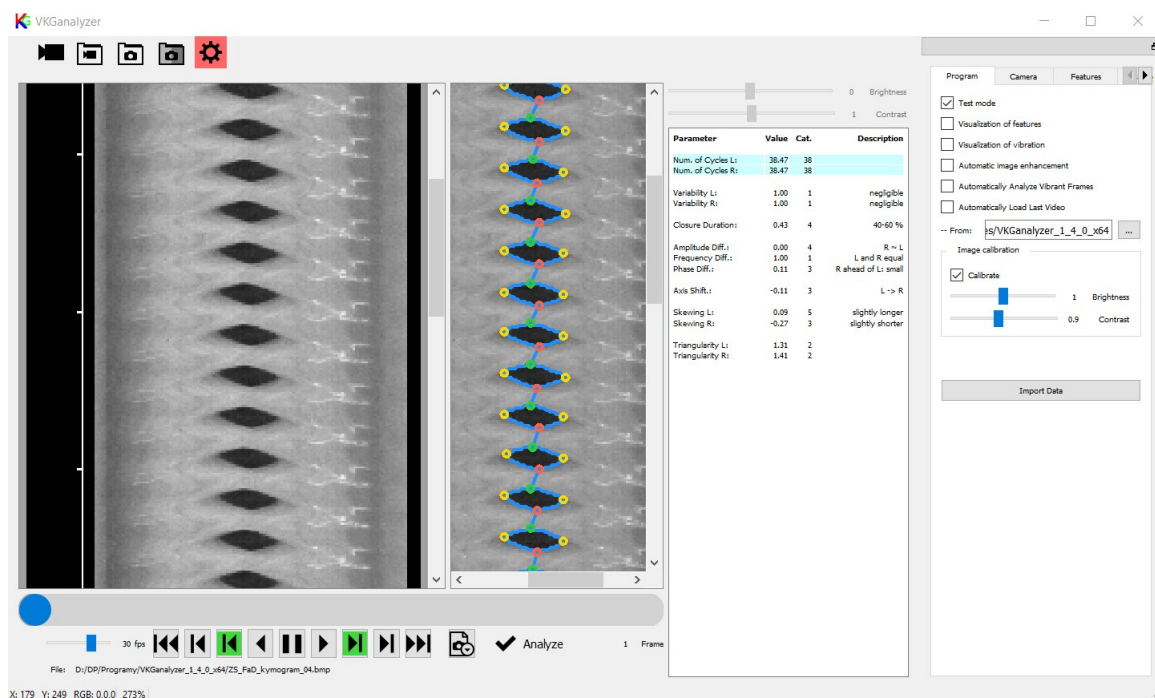 VKGanalyzer
0 Brightness
1 Contrast
Parameter Value Cat. Description
Num. of Cycles L: 38.47 38
Num. of Cycles R: 38.47 38
Variability L: 1.00 1 negligible
Variability R: 1.00 1 negligible
Closure Duration: 0.43 4 40-60 %
Amplitude Diff.: 0.00 4 R ~ L
Frequency Diff.: 1.00 1 L and R equal
Phase Diff.: 0.11 3 R ahead of L: small
Axis Shift.: -0.11 3 L -> R
Skewing L: 0.09 5 slightly longer
Skewing R: -0.27 3 slightly shorter
Triangularity L: 1.31 2
Triangularity R: 1.41 2
Program Camera Features
Test mode
Visualization of features
Visualization of vibration
Automatic image enhancement
Automatically Analyze Vibrant Frames
Automatically Load Last Video
-- From: es/VKGanalyzer_1_4_0_x64 ...
Image calibration
Calibrate
1 Brightness
0.9 Contrast
Import Data
30 fps Analyze 1 Frame
File: D:/DP/Programy/VKGanalyzer_1_4_0_x64/ZS_FaD_kymogram_04.bmp
X: 179 Y: 249 RGB: 0.0.0 273%